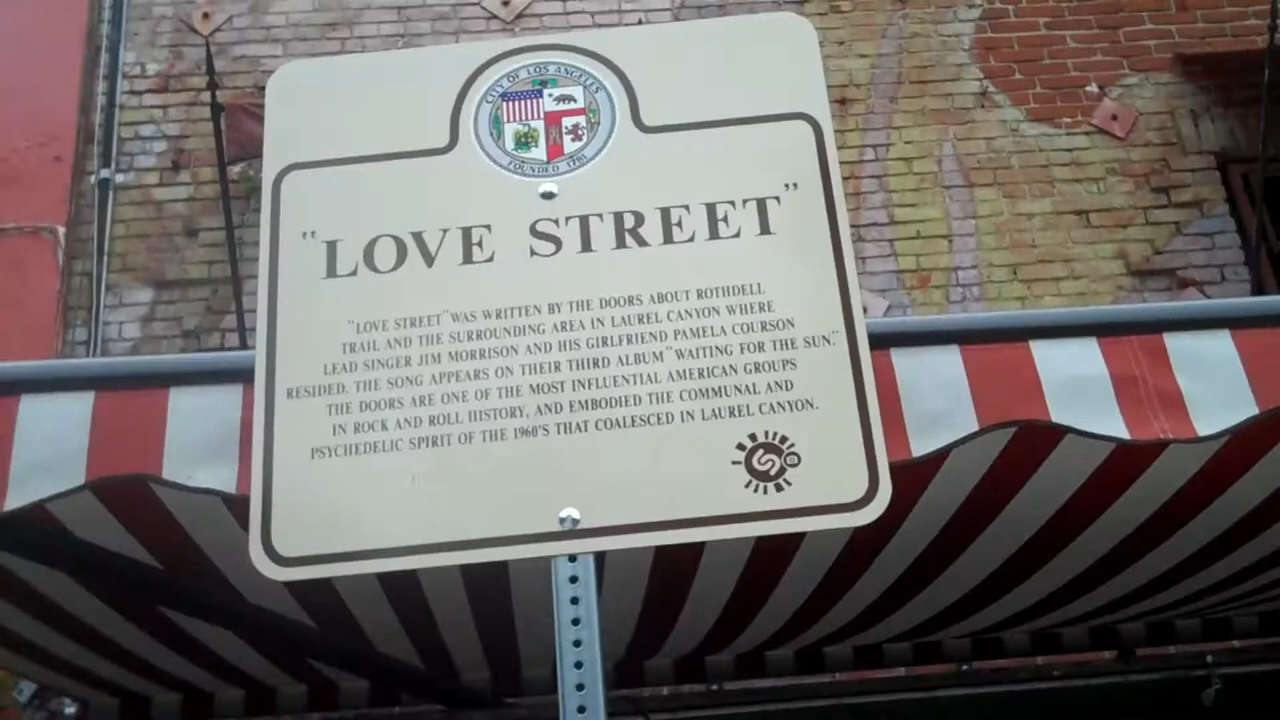 CITY OF LOS ANGELES
FOUNDED 1781
"LOVE STREET"
"LOVE STREET" WAS WRITTEN BY THE DOORS ABOUT ROTHDELL
TRAIL AND THE SURROUNDING AREA IN LAUREL CANYON WHERE
LEAD SINGER JIM MORRISON AND HIS GIRLFRIEND PAMELA COURSON
RESIDED. THE SONG APPEARS ON THEIR THIRD ALBUM "WAITING FOR THE SUN."
THE DOORS ARE ONE OF THE MOST INFLUENTIAL AMERICAN GROUPS
IN ROCK AND ROLL HISTORY, AND EMBODIED THE COMMUNAL AND
PSYCHEDELIC SPIRIT OF THE 1960'S THAT COALESCED IN LAUREL CANYON.